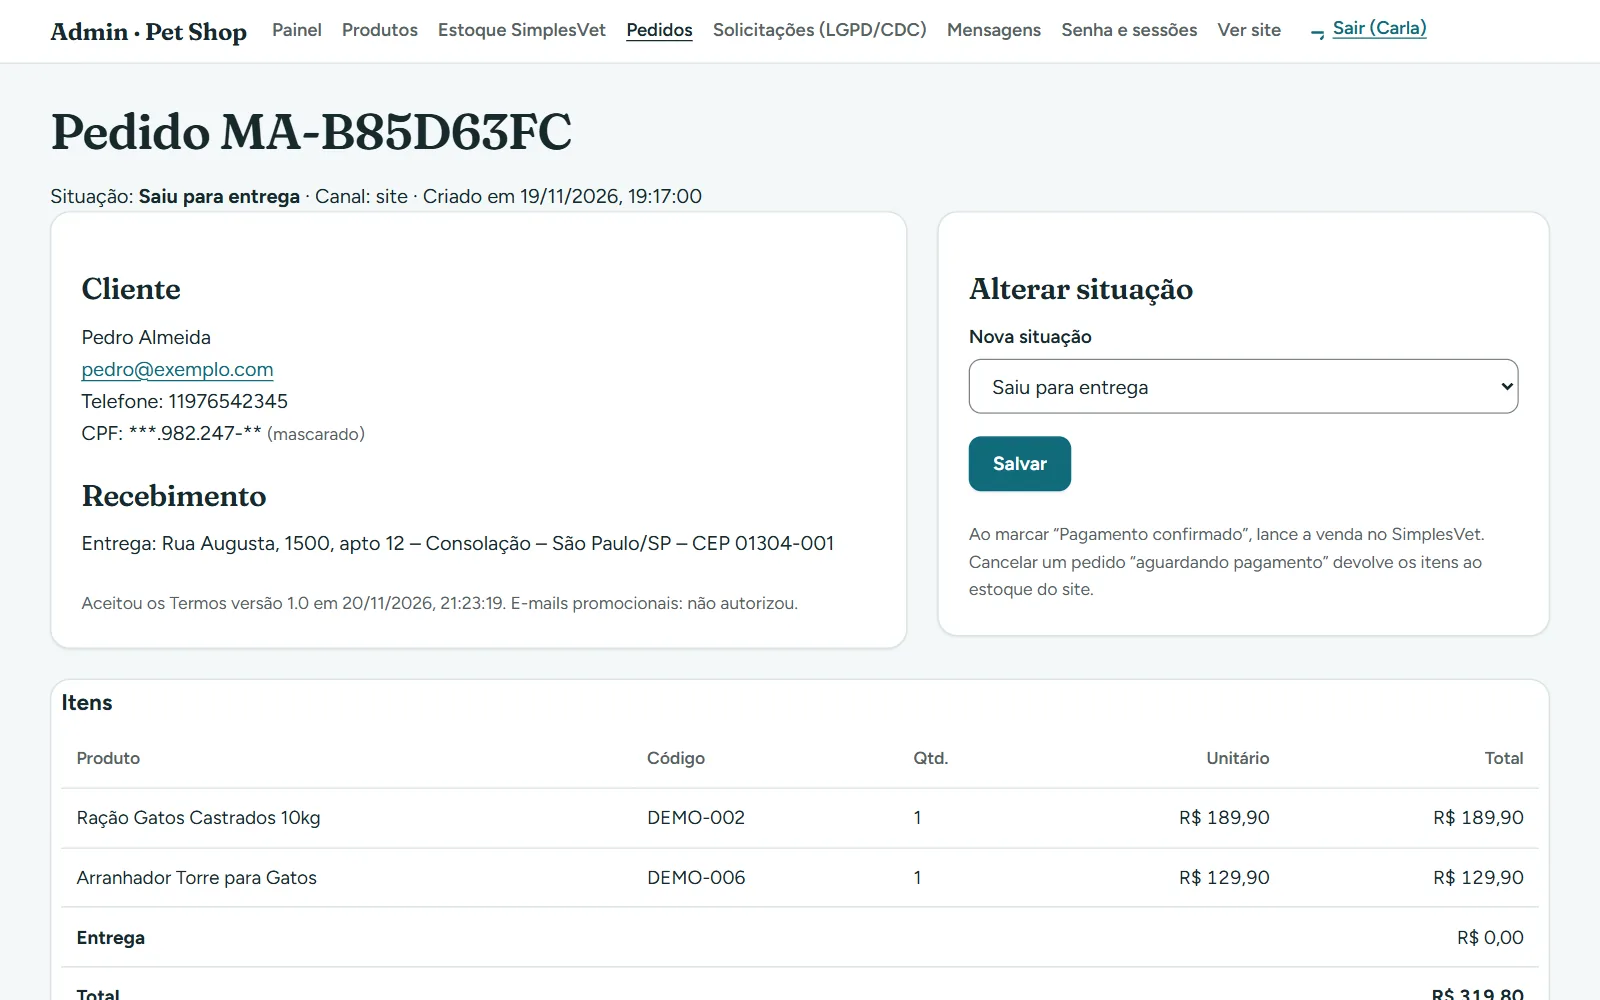 Admin · Pet Shop Painel Produtos Estoque SimplesVet Pedidos Solicitações (LGPD/CDC) Mensagens Senha e sessões Ver site Sair (Carla)
Pedido MA-B85D63FC
Situação: Saiu para entrega · Canal: site · Criado em 19/11/2026, 19:17:00
Cliente
Pedro Almeida
pedro@exemplo.com
Telefone: 11976542345
CPF: ***.982.247-** (mascarado)
Recebimento
Entrega: Rua Augusta, 1500, apto 12 – Consolação – São Paulo/SP – CEP 01304-001
Aceitou os Termos versão 1.0 em 20/11/2026, 21:23:19. E-mails promocionais: não autorizou.
Alterar situação
Nova situação
Saiu para entrega
Salvar
Ao marcar “Pagamento confirmado”, lance a venda no SimplesVet.
Cancelar um pedido “aguardando pagamento” devolve os itens ao
estoque do site.
Itens
Produto Código Qtd. Unitário Total
Ração Gatos Castrados 10kg DEMO-002 1 R$ 189,90 R$ 189,90
Arranhador Torre para Gatos DEMO-006 1 R$ 129,90 R$ 129,90
Entrega R$ 0,00
Total R$ 319,80